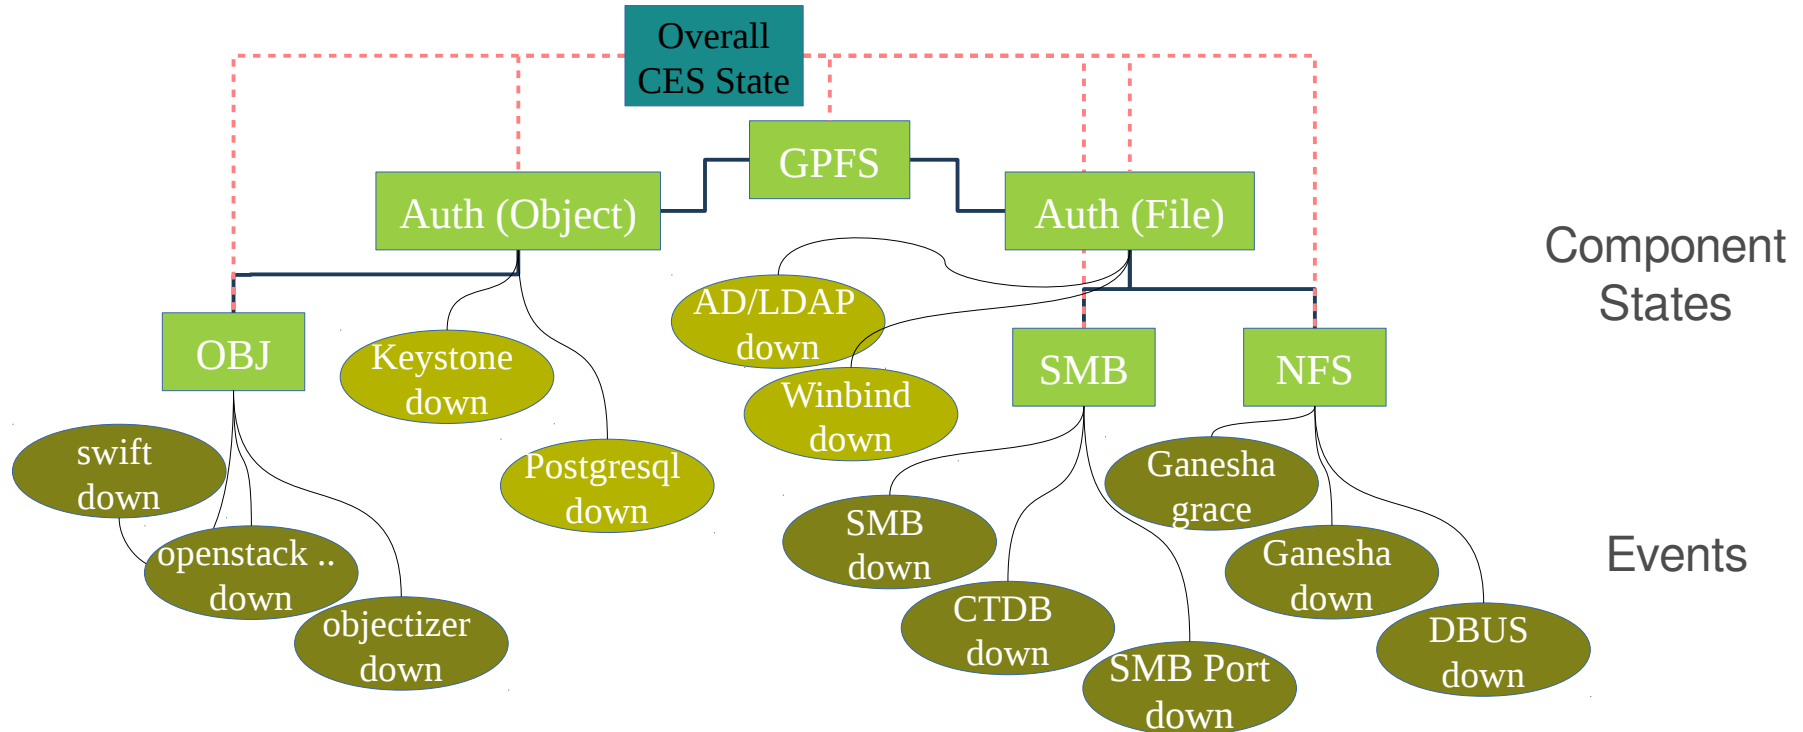 Overall
CES State
GPFS
Auth (Object)
Auth (File)
Component
States
OBJ
Keystone
down
AD/LDAP
down
Winbind
down
SMB
NFS
swift
down
openstack ..
down
objectizer
down
Postgresql
down
SMB
down
CTDB
down
SMB Port
down
Ganesha
grace
Ganesha
down
DBUS
down
Events